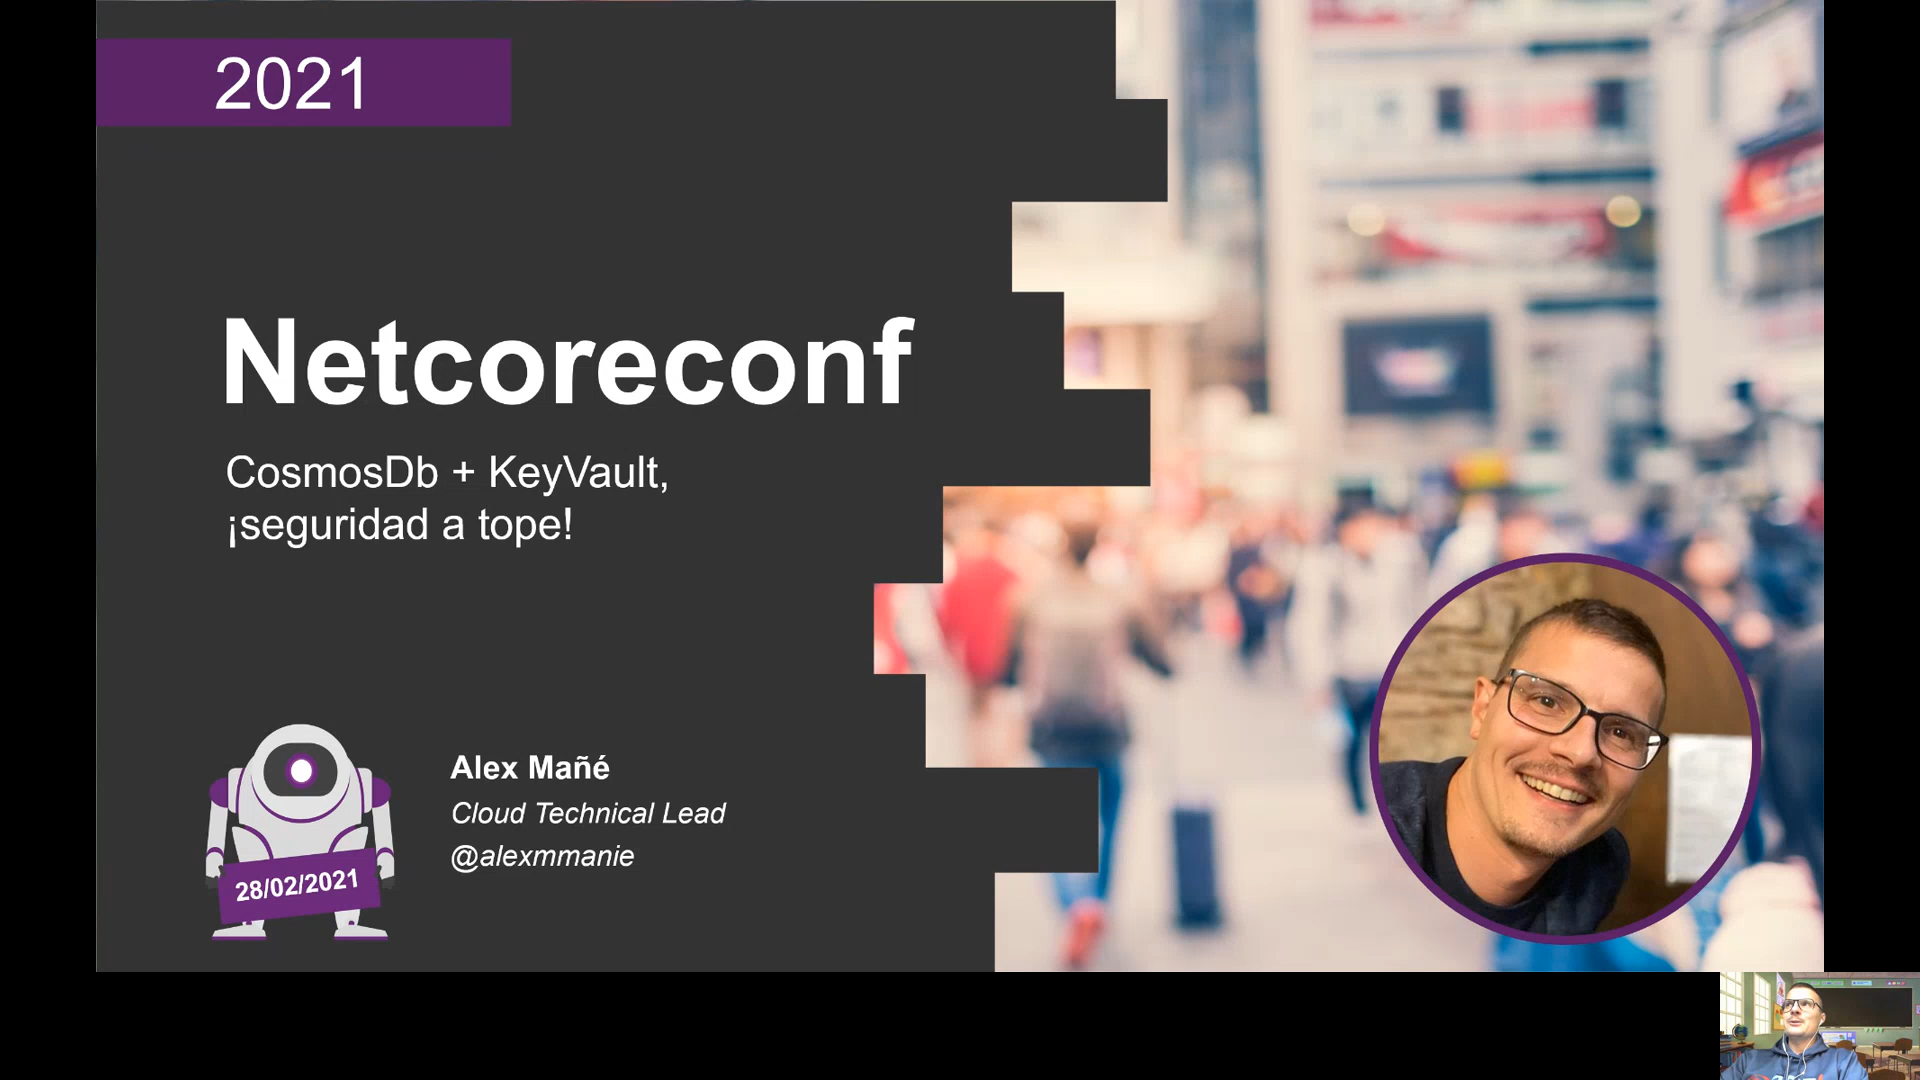 2021
Netcoreconf
CosmosDb + KeyVault,
¡seguridad a tope!
Alex Mañé
Cloud Technical Lead
@alexmmanie
28/02/2021